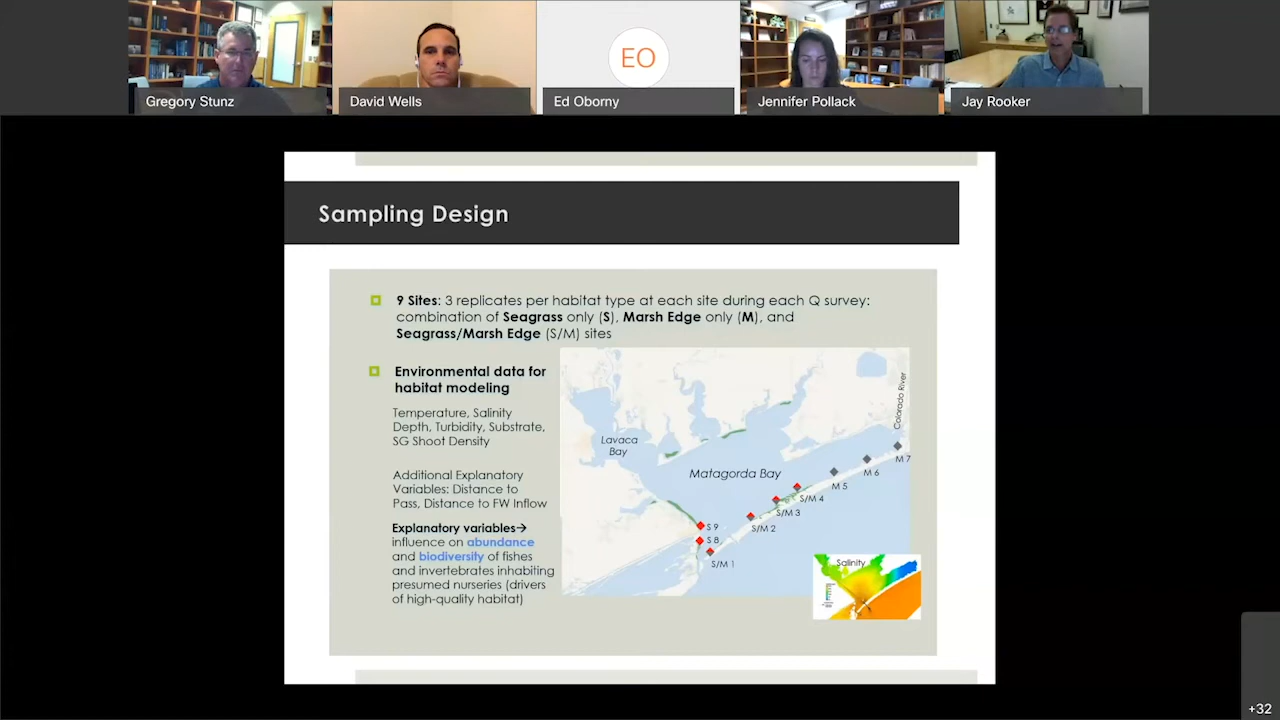 Gregory Stunz
David Wells
EO
Ed Oborny
Jennifer Pollack
Jay Rooker
Sampling Design
9 Sites: 3 replicates per habitat type at each site during each Q survey:
combination of Seagrass only (S), Marsh Edge only (M), and
Seagrass/Marsh Edge (S/M) sites
Environmental data for
habitat modeling
Temperature, Salinity
Depth, Turbidity, Substrate,
SG Shoot Density
Additional Explanatory
Variables: Distance to
Pass, Distance to FW Inflow
Explanatory variables→
influence on abundance
and biodiversity of fishes
and invertebrates inhabiting
presumed nurseries (drivers
of high-quality habitat)
Lavaca
Bay
Matagorda Bay
Colorado River
M 7
M 6
M 5
S/M 4
S/M 3
S/M 2
S 9
S 8
S/M 1
Salinity
+32